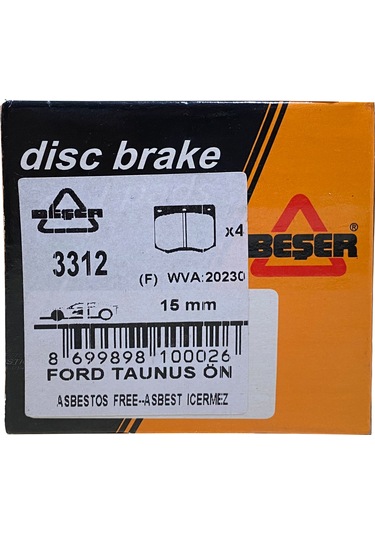 disc brake
BEŞER
3312
x4
(F) WVA:20230
BEŞER
15 mm
8 699898 100026
FORD TAUNUS ÖN
ASBESTOS FREE--ASBEST ICERMEZ